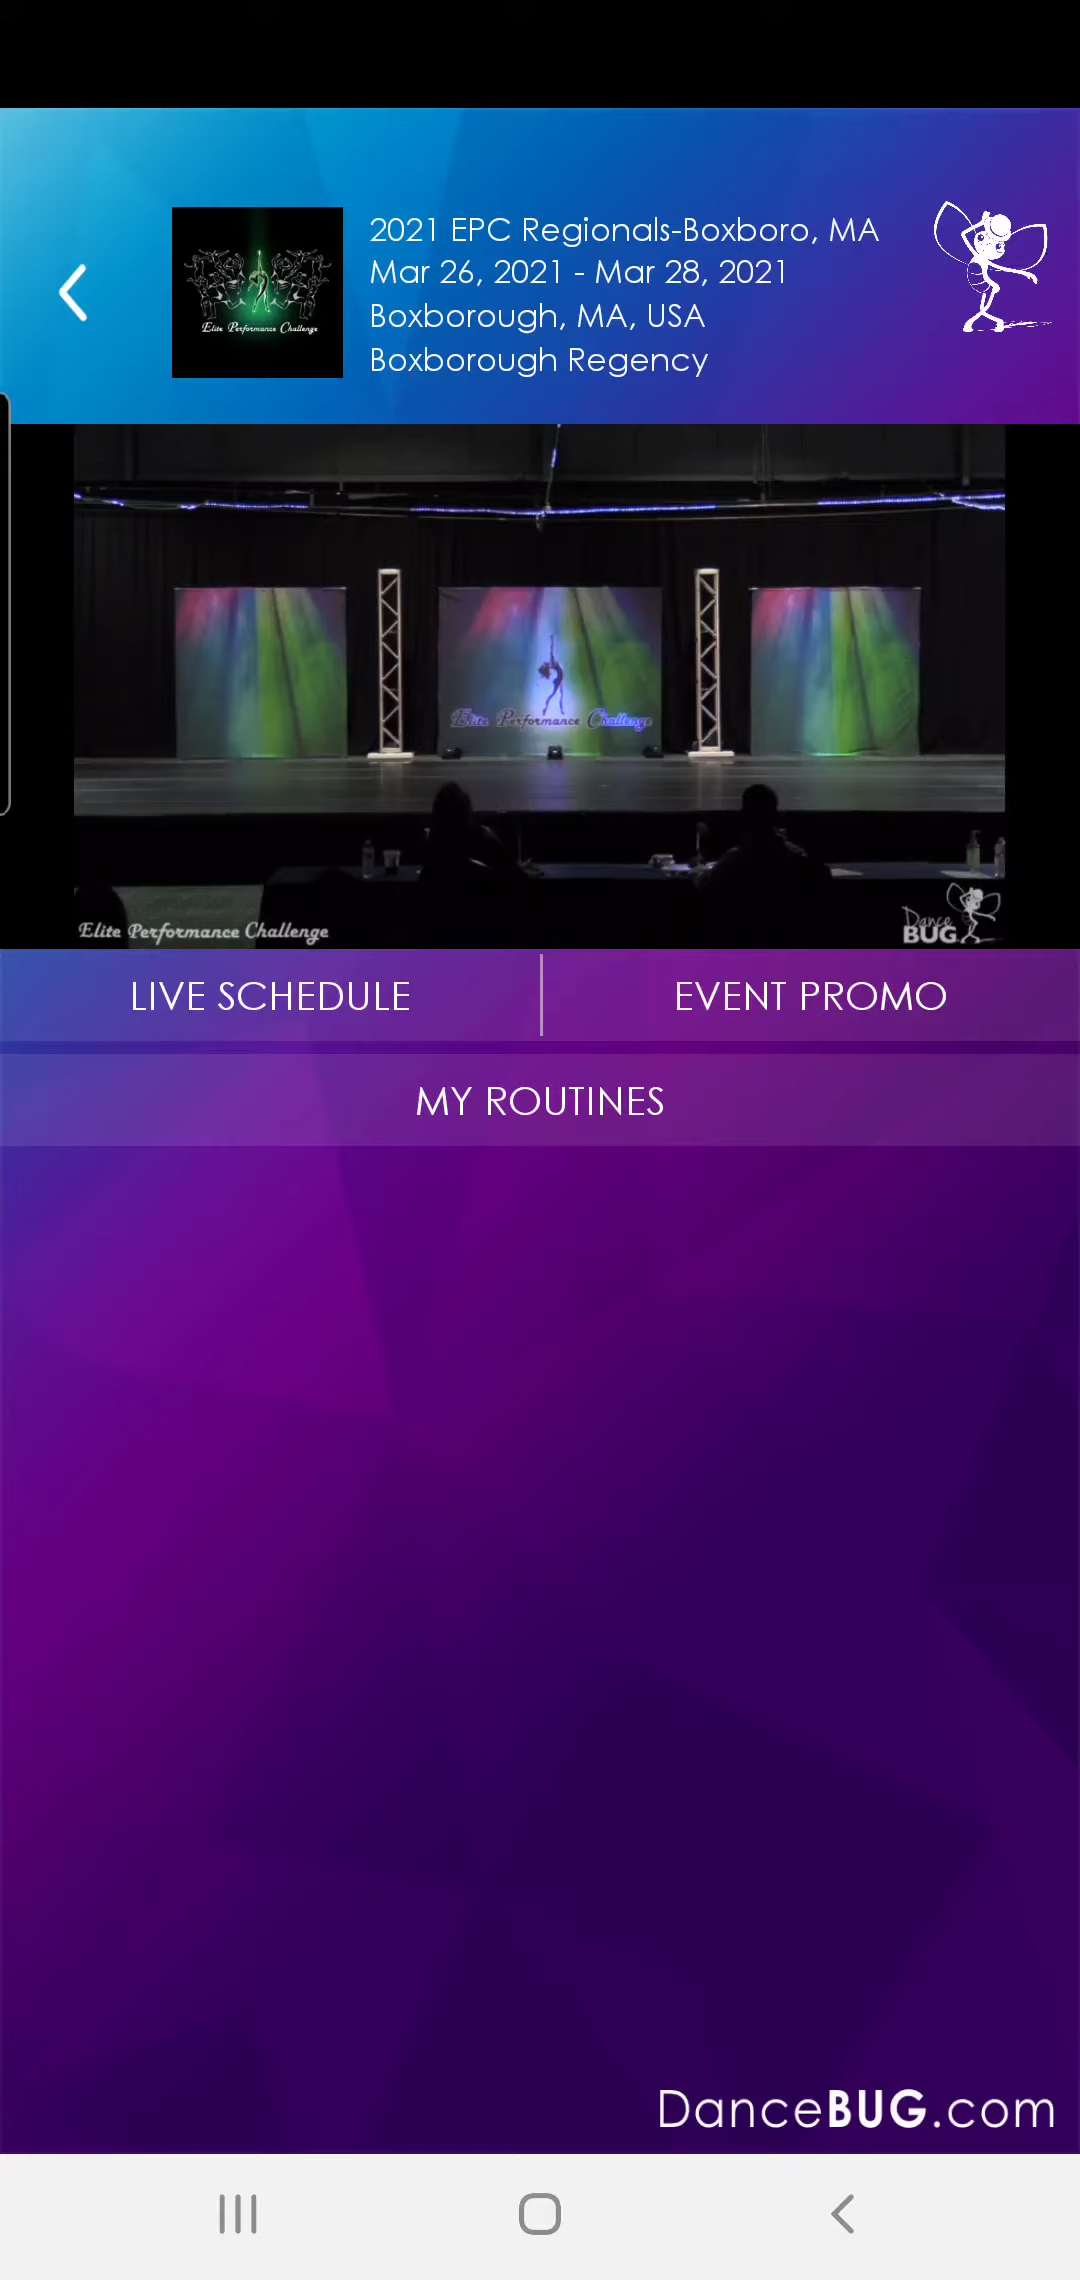 2021 EPC Regionals-Boxboro, MA
Mar 26, 2021 - Mar 28, 2021
Boxborough, MA, USA
Boxborough Regency
Elite Performance Challenge
Elite Performance Challenge
Elite Performance Challenge
Dance
BUG
LIVE SCHEDULE
EVENT PROMO
MY ROUTINES
DanceBUG.com